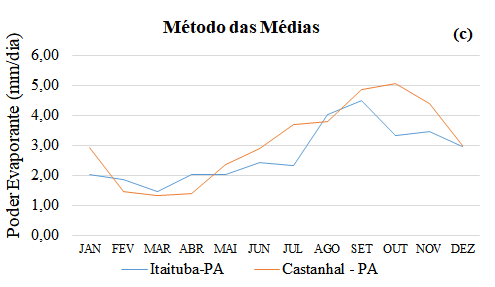 Método das Médias
(c)
Poder Evaporante (mm/dia)
6,00
5,00
4,00
3,00
2,00
1,00
0,00
JAN FEV MAR ABR MAI JUN JUL AGO SET OUT NOV DEZ
Itaituba-PA Castanhal - PA